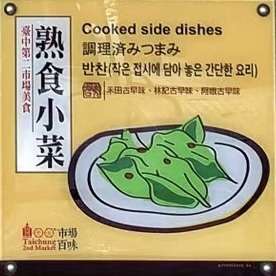 臺中第二市場美食
熟食小菜
Cooked side dishes
調理済みつまみ
반찬(작은 접시에 담아 놓은 간단한 요리)
禾田古早味、林記古早味、阿嬤古早味
Taichung
2nd Market
市場
百味